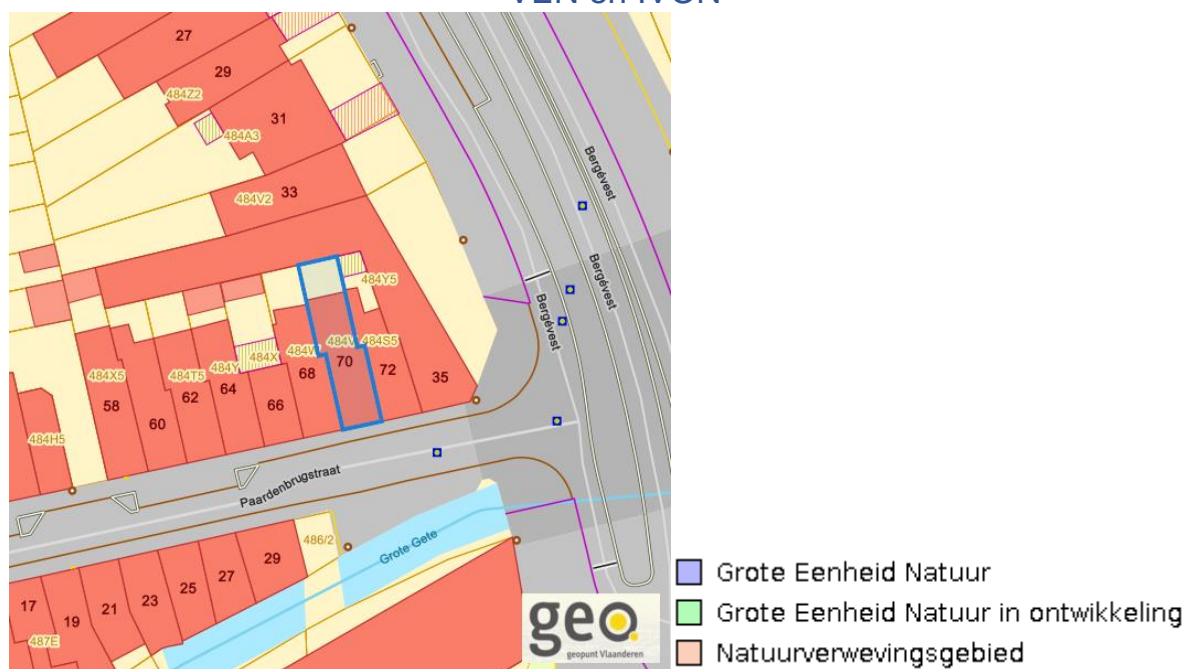 VEN en IVON
27
29
484Z2
31
484A3
33
484V2
Bergévest
Bergévest
Bergévest
484Y5
484X5
58
60
484T5
62
484Y
64
484X
66
484W
68
484V
70
484S5
72
35
484H5
Paardenbrugstraat
Grote Gete
486/2
17
19
21
23
25
27
29
487E
geo
geopunt Vlaanderen
Grote Eenheid Natuur
Grote Eenheid Natuur in ontwikkeling
Natuurverwevingsgebied